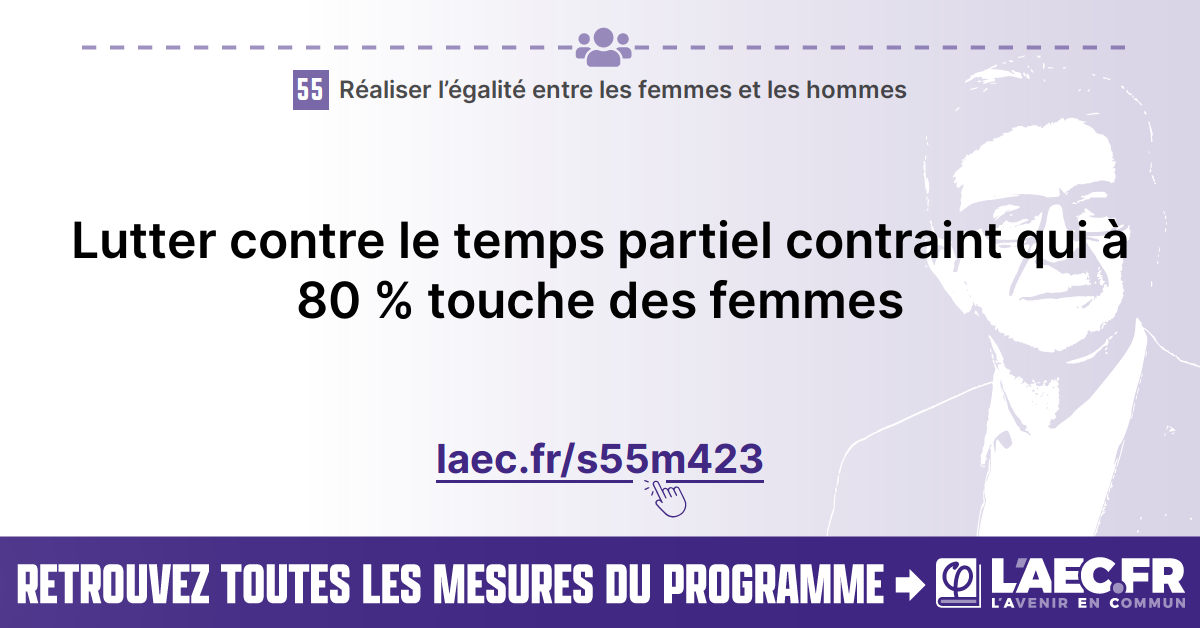 55 Réaliser l’égalité entre les femmes et les hommes
Lutter contre le temps partiel contraint qui à
80 % touche des femmes
laec.fr/s55m423
RETROUVEZ TOUTES LES MESURES DU PROGRAMME
φ L'AEC.FR
L'AVENIR EN COMMUN